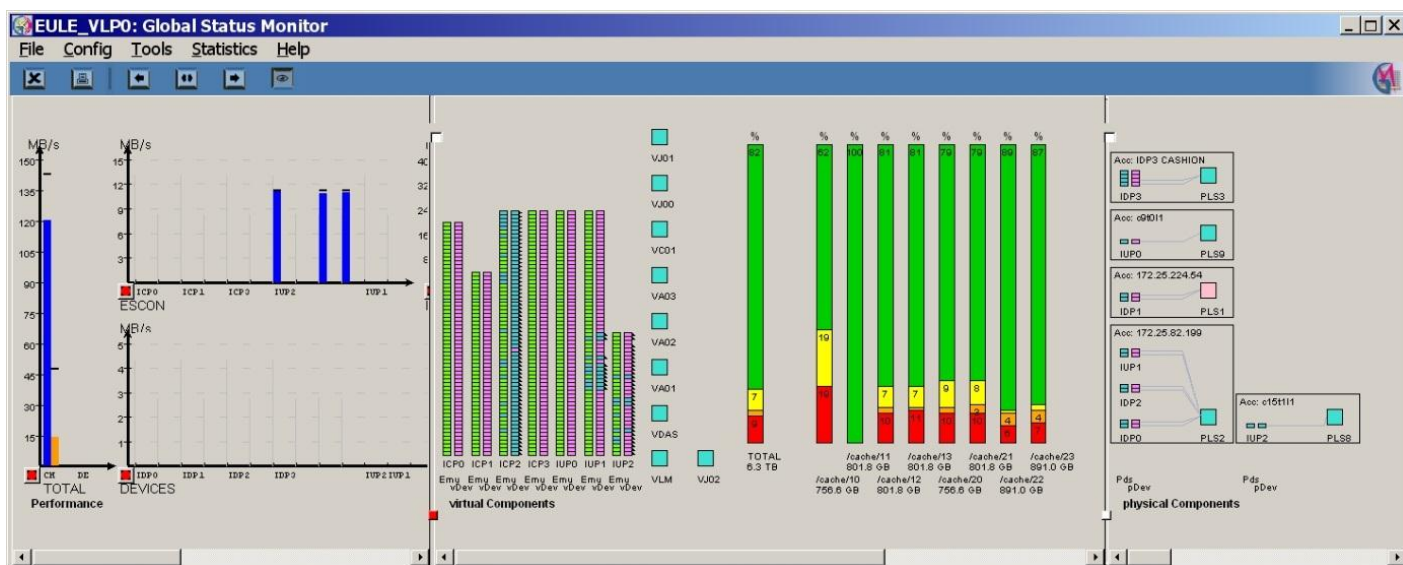 EULE_VLP0: Global Status Monitor
File Config Tools Statistics Help
MB/s
150
135
120
105
90
75
60
45
30
15
CH DE
TOTAL
Performance
MB/s
15
12
9
6
3
ICP0 ICP1 ICP3 IUP2 IUP1
ESCON
MB/s
5
4
3
2
1
IDP0 IDP1 IDP2 IDP3 IUP2 IUP1
DEVICES
40
32
24
16
8
ICP0 ICP1 ICP2 ICP3 IUP0 IUP1 IUP2
Emu Emu Emu Emu Emu Emu Emu
vDev vDev vDev vDev vDev vDev vDev
virtual Components
VJ01
VJ00
VC01
VA03
VA02
VA01
VDAS
VLM VJ02
% % % % % % % % %
82 62 100 81 81 79 79 89 87
7 19 7 7 9 8
9 19 10 11 10 10 3 4 6 4 7
TOTAL
6.3 TB
/cache/11 /cache/13 /cache/21 /cache/23
801.8 GB 801.8 GB 801.8 GB 891.0 GB
/cache/10 /cache/12 /cache/20 /cache/22
756.6 GB 801.8 GB 756.6 GB 891.0 GB
Acc: IDP3 CASHION
IDP3 PLS3
Acc: c9t0l1
IUP0 PLS9
Acc: 172.25.224.54
IDP1 PLS1
Acc: 172.25.82.199
IUP1
IDP2
IDP0 PLS2
Acc: c15t1l1
IUP2 PLS8
Pds Pds
pDev pDev
physical Components